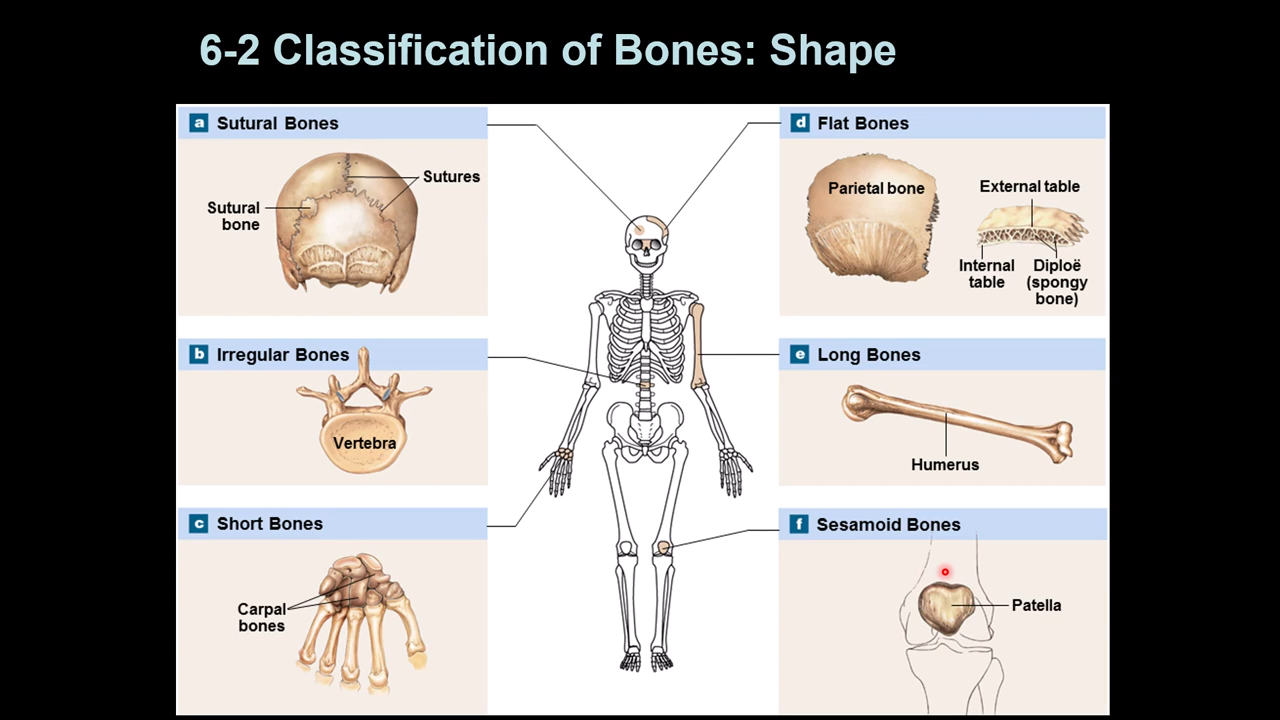 6-2 Classification of Bones: Shape
a Sutural Bones
Sutures
Sutural
bone
b Irregular Bones
Vertebra
c Short Bones
Carpal
bones
d Flat Bones
Parietal bone
External table
Internal
table
Diploë
(spongy
bone)
e Long Bones
Humerus
f Sesamoid Bones
Patella